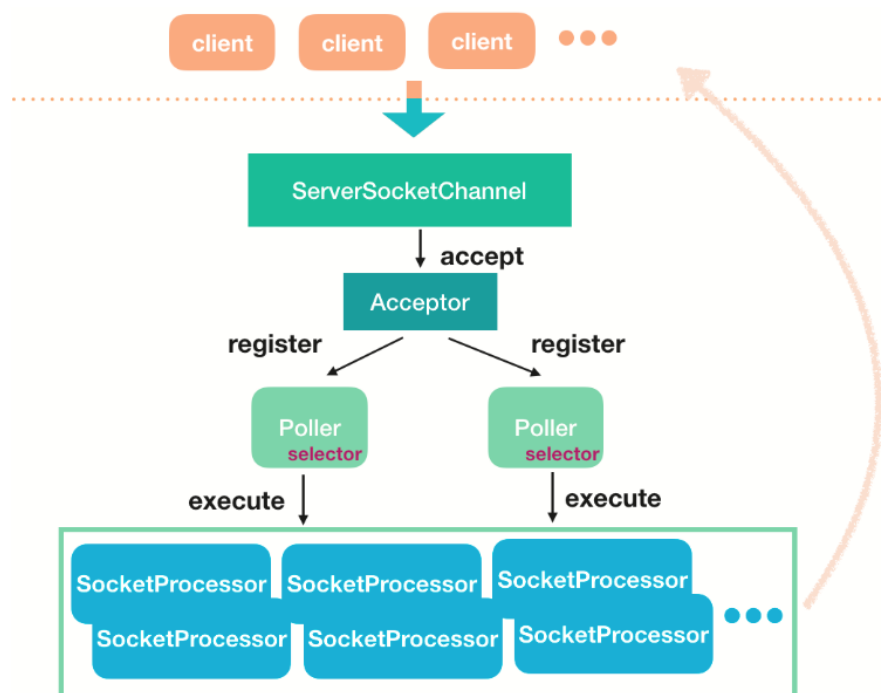 client
client
client
ServerSocketChannel
accept
Acceptor
register
register
Poller
selector
Poller
selector
execute
execute
SocketProcessor
SocketProcessor
SocketProcessor
SocketProcessor
SocketProcessor
SocketProcessor